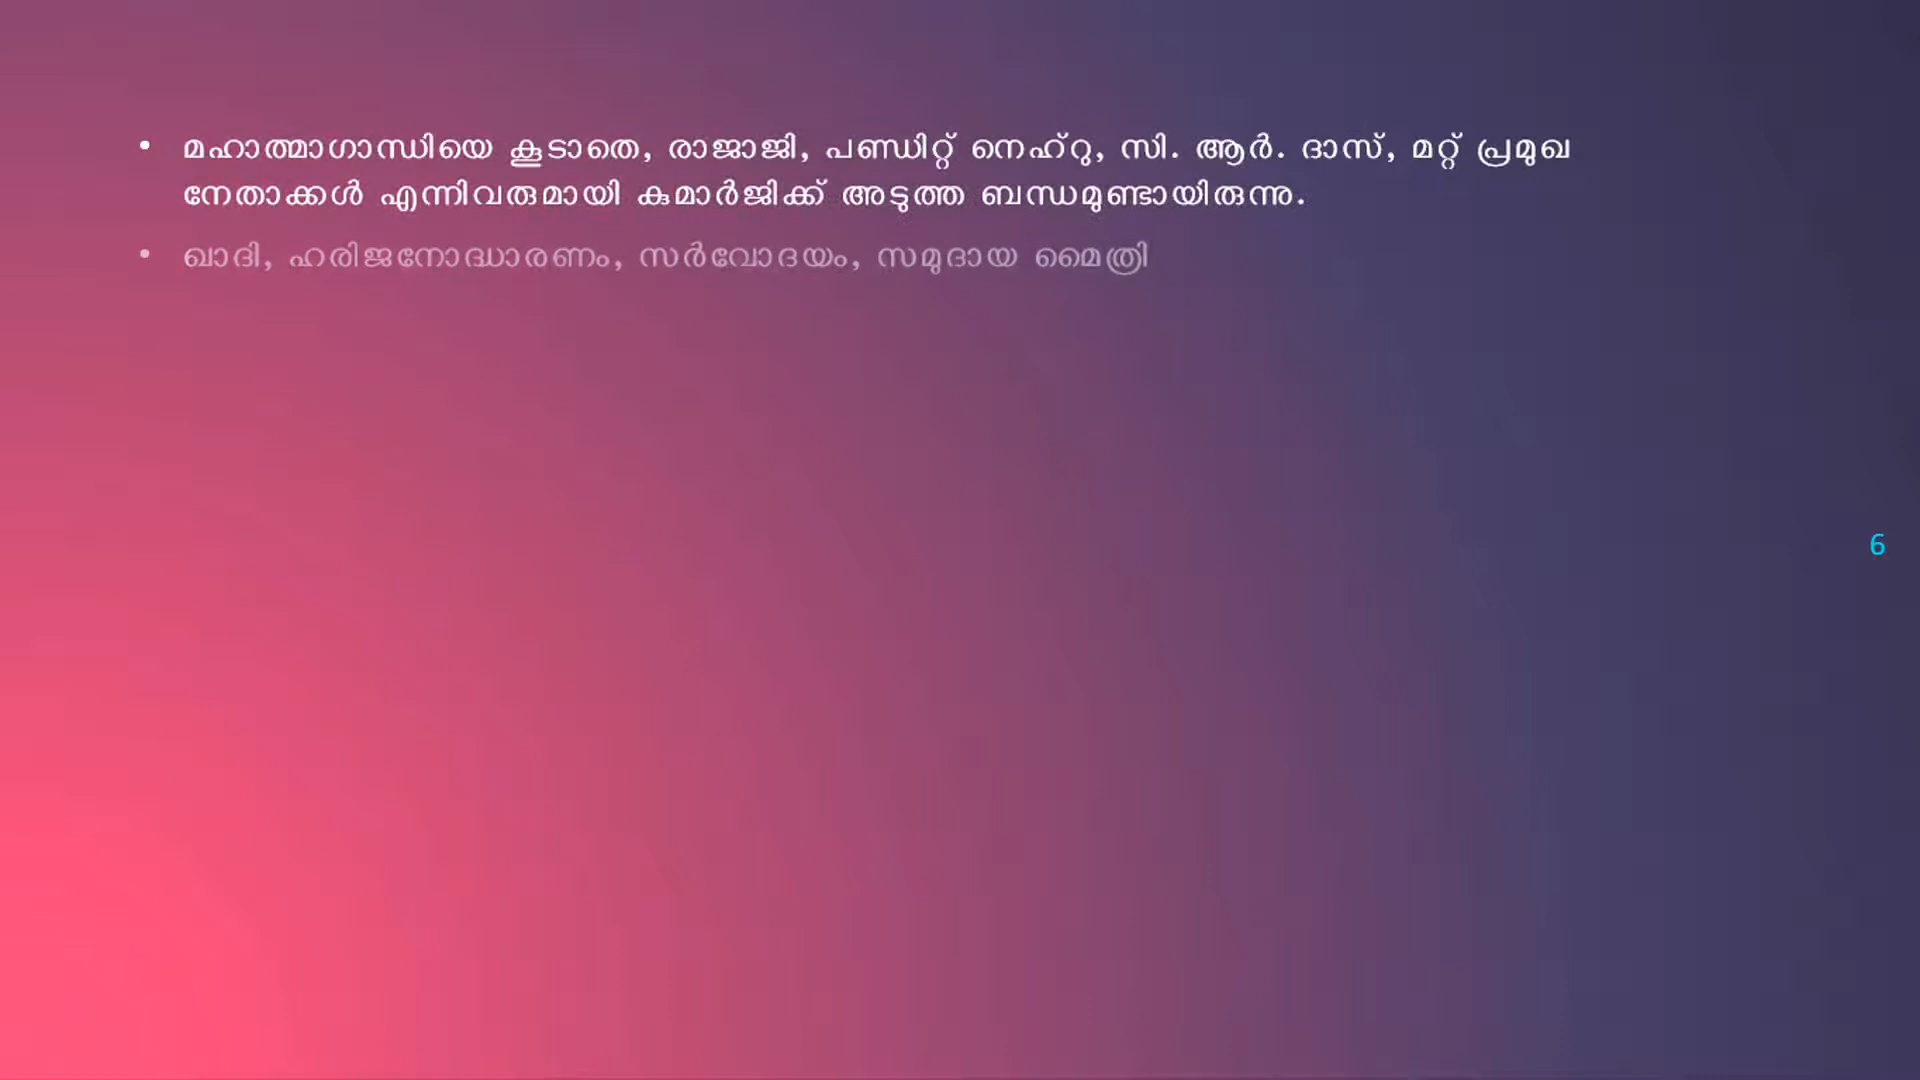 • മഹാത്മാഗാന്ധിയെ കൂടാതെ, രാജാജി, പണ്ഡിറ്റ് നെഹ്റു, സി. ആർ. ദാസ്, മറ്റ് പ്രമുഖ
നേതാക്കൾ എന്നിവരുമായി കുമാർജിക്ക് അടുത്ത ബന്ധമുണ്ടായിരുന്നു.
• ഖാദി, ഹരിജനോദ്ധാരണം, സർവോദയം, സമുദായ മൈത്രി
6